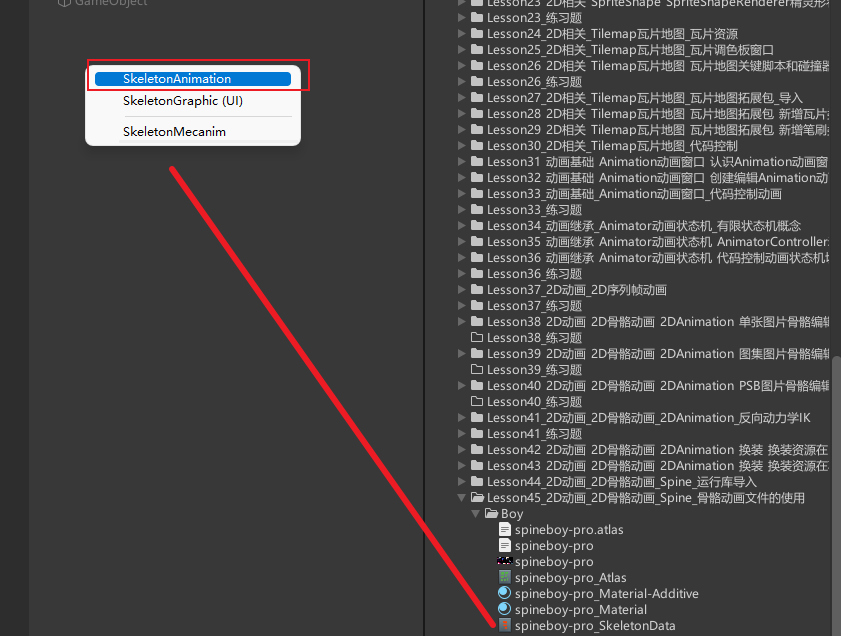 GameObject
SkeletonAnimation
SkeletonGraphic (UI)
SkeletonMecanim
Lesson23_2D相关_SpriteShape_SpriteShapeRenderer精灵形
Lesson23_练习题
Lesson24_2D相关_Tilemap瓦片地图_瓦片资源
Lesson25_2D相关_Tilemap瓦片地图_瓦片调色板窗口
Lesson26_2D相关_Tilemap瓦片地图_瓦片地图关键脚本和碰撞器
Lesson26_练习题
Lesson27_2D相关_Tilemap瓦片地图_瓦片地图拓展包_导入
Lesson28_2D相关_Tilemap瓦片地图_瓦片地图拓展包_新增瓦片
Lesson29_2D相关_Tilemap瓦片地图_瓦片地图拓展包_新增笔刷
Lesson30_2D相关_Tilemap瓦片地图_代码控制
Lesson31_动画基础_Animation动画窗口_认识Animation动画窗
Lesson32_动画基础_Animation动画窗口_创建编辑Animation动
Lesson33_动画基础_Animation动画窗口_代码控制动画
Lesson33_练习题
Lesson34_动画继承_Animator动画状态机_有限状态机概念
Lesson35_动画继承_Animator动画状态机_AnimatorController
Lesson36_动画继承_Animator动画状态机_代码控制动画状态机
Lesson36_练习题
Lesson37_2D动画_2D序列帧动画
Lesson37_练习题
Lesson38_2D动画_2D骨骼动画_2DAnimation_单张图片骨骼编辑
Lesson38_练习题
Lesson39_2D动画_2D骨骼动画_2DAnimation_图集图片骨骼编辑
Lesson39_练习题
Lesson40_2D动画_2D骨骼动画_2DAnimation_PSB图片骨骼编辑
Lesson40_练习题
Lesson41_2D动画_2D骨骼动画_2DAnimation_反向动力学IK
Lesson41_练习题
Lesson42_2D动画_2D骨骼动画_2DAnimation_换装_换装资源在
Lesson43_2D动画_2D骨骼动画_2DAnimation_换装_换装资源在
Lesson44_2D动画_2D骨骼动画_Spine_运行库导入
Lesson45_2D动画_2D骨骼动画_Spine_骨骼动画文件的使用
Boy
spineboy-pro.atlas
spineboy-pro
spineboy-pro
spineboy-pro_Atlas
spineboy-pro_Material-Additive
spineboy-pro_Material
spineboy-pro_SkeletonData